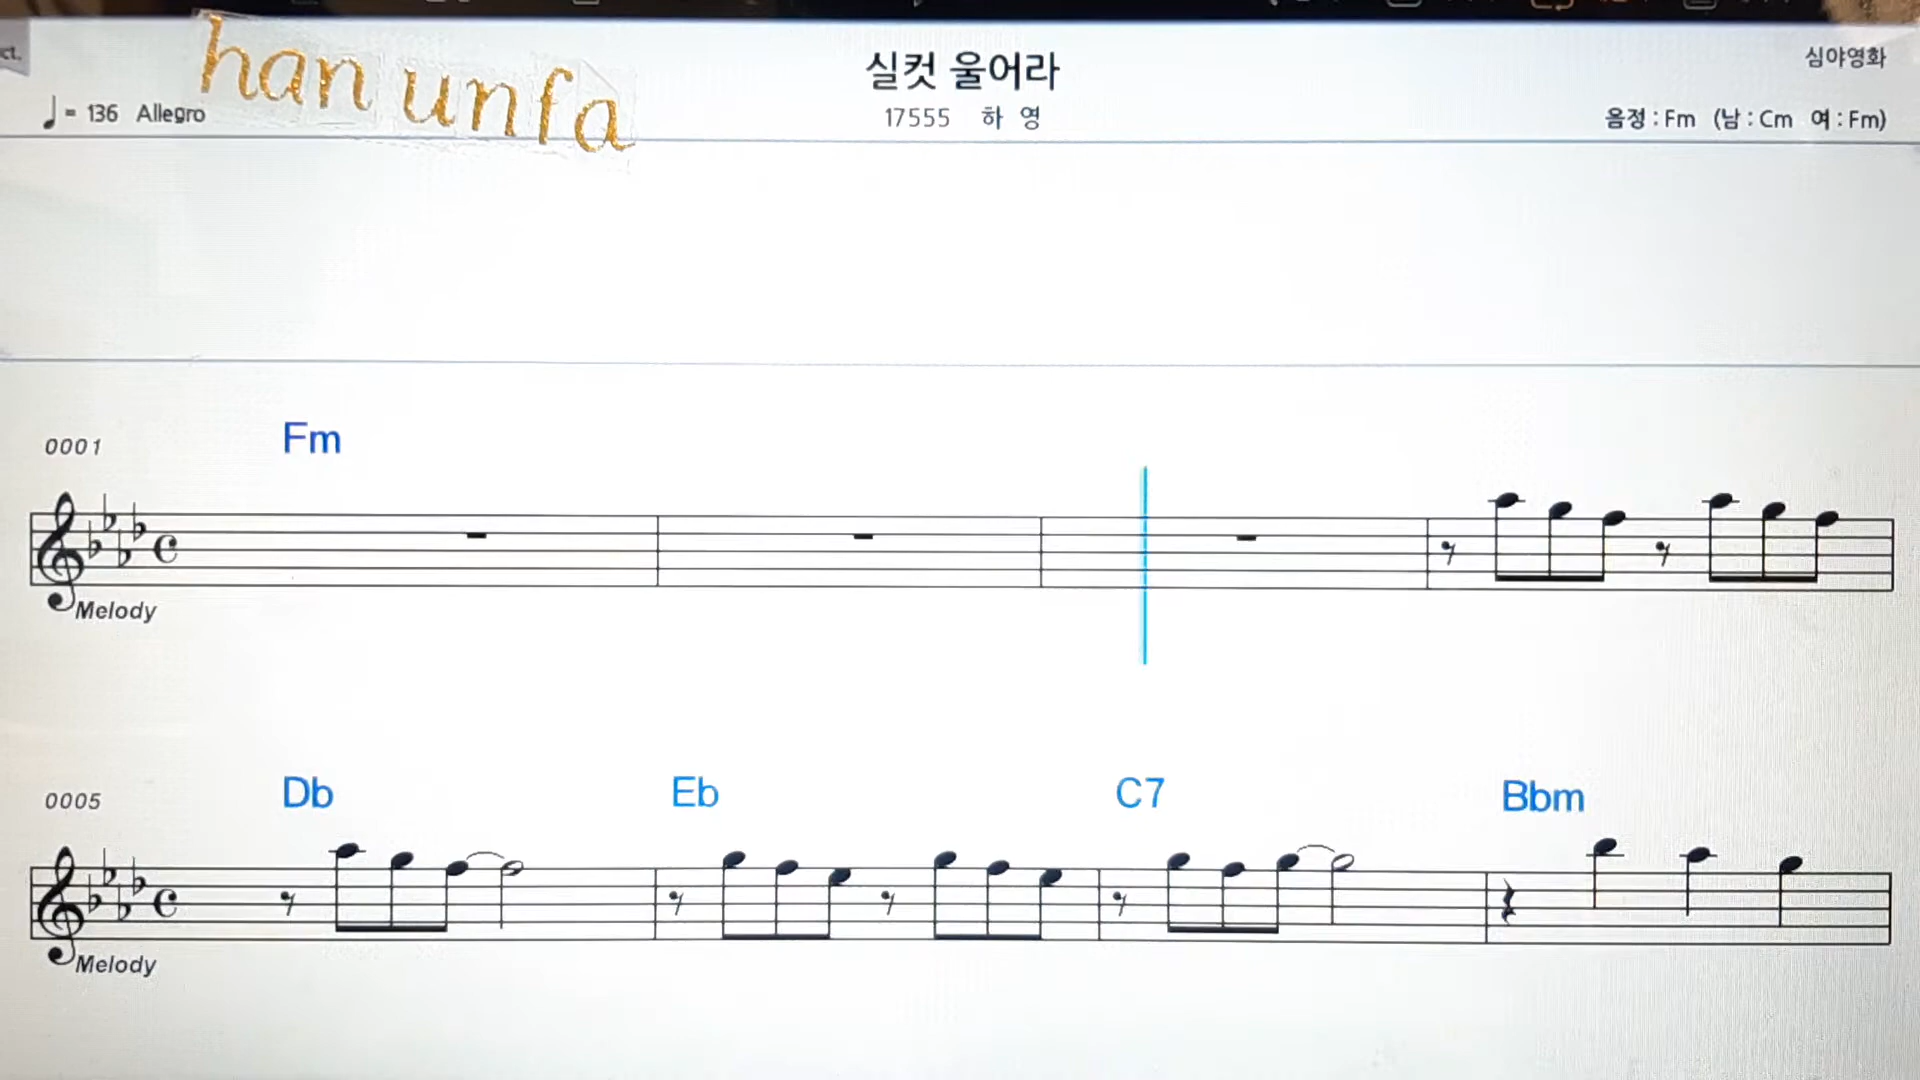 ct.
han unfa
실컷 울어라
심야영화
♩= 136 Allegro
17555 하 영
음정 : Fm (남 : Cm 여 : Fm)
0001
Fm
Melody
0005
Db Eb C7 Bbm
Melody